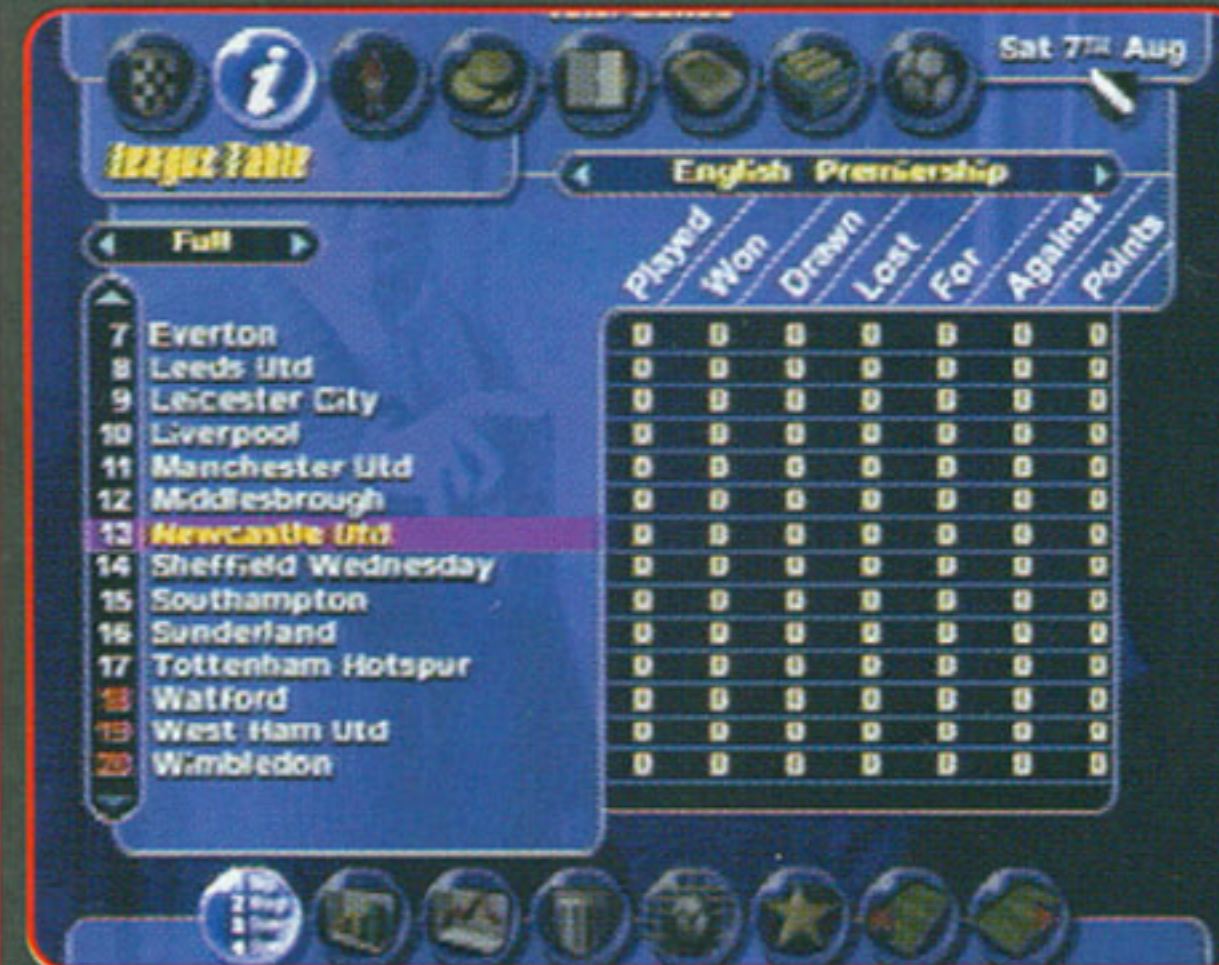 Sat 7TH Aug
League Table
English Premiership
Full
Played Won Drawn Lost For Against Points
7 Everton 0 0 0 0 0 0 0
8 Leeds Utd 0 0 0 0 0 0 0
9 Leicester City 0 0 0 0 0 0 0
10 Liverpool 0 0 0 0 0 0 0
11 Manchester Utd 0 0 0 0 0 0 0
12 Middlesbrough 0 0 0 0 0 0 0
13 Newcastle Utd 0 0 0 0 0 0 0
14 Sheffield Wednesday 0 0 0 0 0 0 0
15 Southampton 0 0 0 0 0 0 0
16 Sunderland 0 0 0 0 0 0 0
17 Tottenham Hotspur 0 0 0 0 0 0 0
18 Watford 0 0 0 0 0 0 0
19 West Ham Utd 0 0 0 0 0 0 0
20 Wimbledon 0 0 0 0 0 0 0